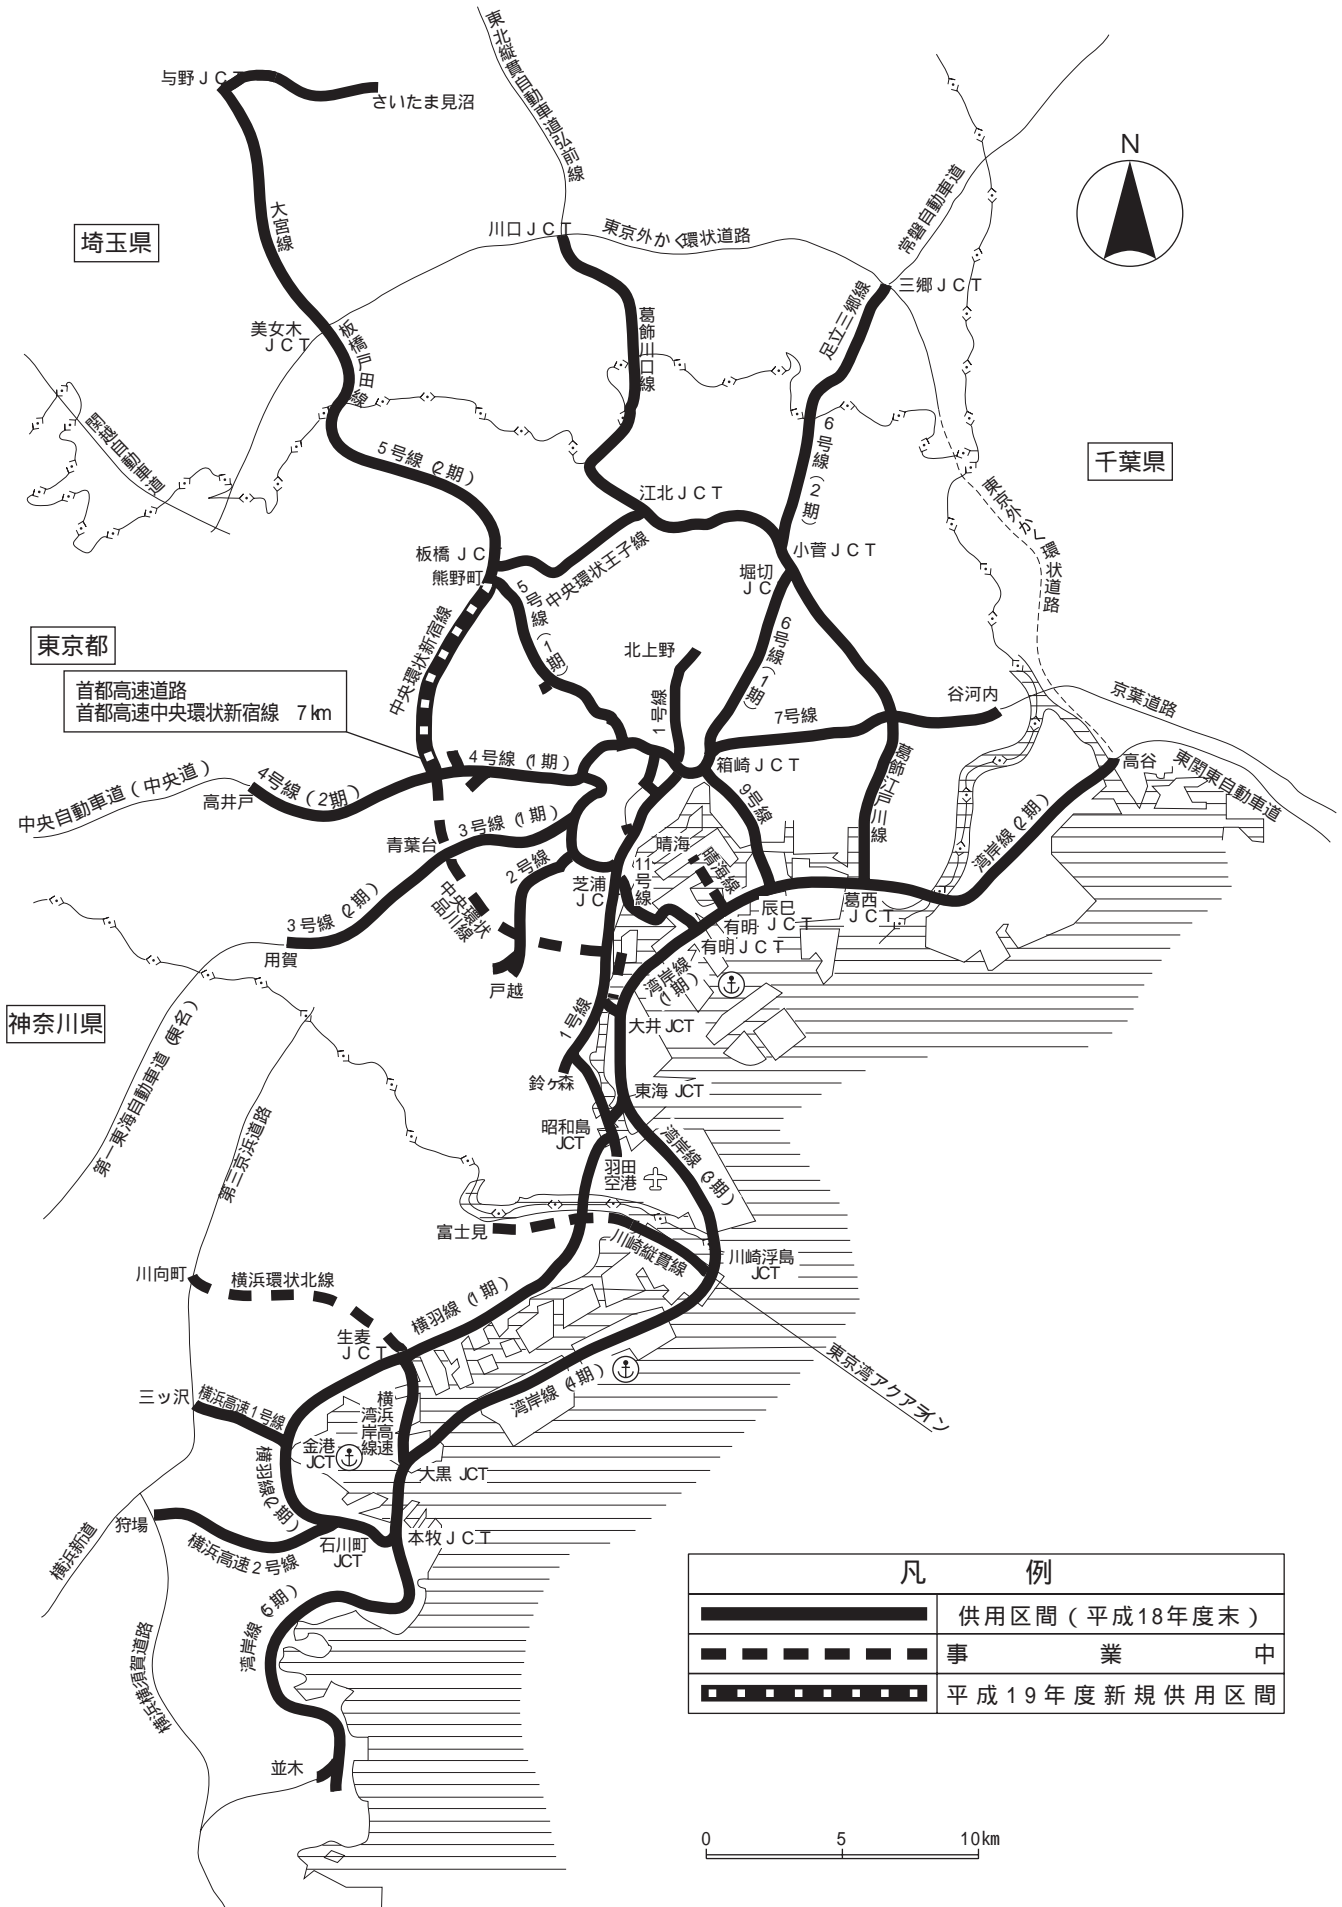 与野ＪＣＴ
さいたま見沼
東北縦貫自動車道弘前線
N
大宮線
埼玉県
川口ＪＣＴ
東京外かく環状道路
常磐自動車道
三郷ＪＣＴ
足立三郷線
葛飾川口線
美女木
ＪＣＴ
板橋戸田線
関越自動車道
5号線（2期）
6号線（2期）
千葉県
東京外かく環状道路
江北ＪＣＴ
小菅ＪＣＴ
板橋ＪＣ
熊野町
中央環状王子線
堀切
ＪＣ
5号線（1期）
6号線（1期）
中央環状新宿線
東京都
首都高速道路
首都高速中央環状新宿線　7km
北上野
1号線
7号線
谷河内
京葉道路
高谷
東関東自動車道
4号線（1期）
箱崎ＪＣＴ
葛飾江戸川線
9号線
湾岸線（2期）
中央自動車道（中央道）
4号線（2期）
高井戸
3号線（1期）
青葉台
2号線
晴海
晴海線
11号線
芝浦
ＪＣ
中央環状
品川線
辰巳
ＪＣＴ
葛西
ＪＣＴ
有明
有明ＪＣＴ
3号線（2期）
用賀
戸越
湾岸線
（1期）
神奈川県
1号線
大井JCT
第一東海自動車道（東名）
第三京浜道路
鈴ヶ森
東海JCT
昭和島
JCT
羽田
空港
湾岸線（3期）
富士見
川崎縦貫線
川崎浮島
JCT
川向町
横浜環状北線
横羽線（1期）
生麦
ＪＣＴ
東京湾アクアライン
湾岸線（4期）
三ッ沢
横浜高速1号線
横浜高速
湾岸線
金港
JCT
大黒JCT
横羽線（2期）
狩場
横浜高速2号線
石川町
JCT
本牧ＪＣＴ
横浜新道
湾岸線（5期）
横浜横須賀道路
並木
凡　例
供用区間（平成18年度末）
事　業　中
平成19年度新規供用区間
0　5　10km